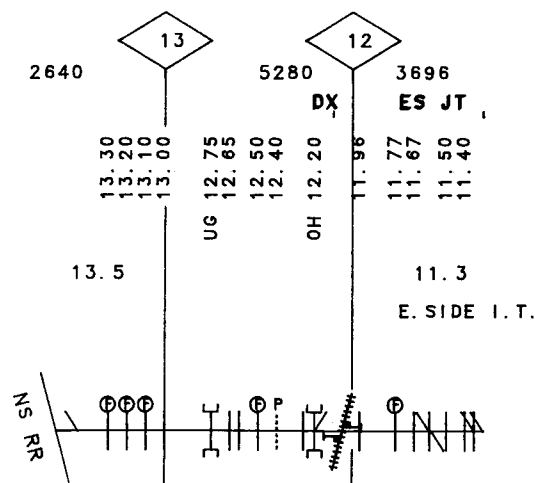 13 12
2640 5280 3696
DX ES JT
13.30
13.20
13.10
13.00
UG 12.75
12.65
12.50
12.40
OH 12.20
11.96
11.77
11.67
11.50
11.40
13.5 11.3
E. SIDE I. T.
NS RR
F F F F P F